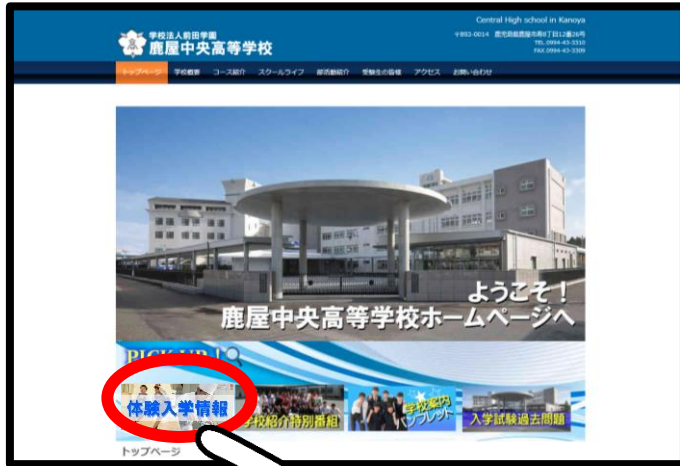 Central High school in Kanoya
学校法人前田学園
鹿屋中央高等学校
〒893-0014 鹿児島県鹿屋市寿8丁目12番26号
TEL.0994-43-3310
FAX.0994-43-3309
トップページ 学校概要 コース紹介 スクールライフ 部活動紹介 受験生の皆様 アクセス お問い合わせ
ようこそ!
鹿屋中央高等学校ホームページへ
PICK UP!
体験入学情報
学校紹介特別番組
学校案内
パンフレット
入学試験過去問題
トップページ